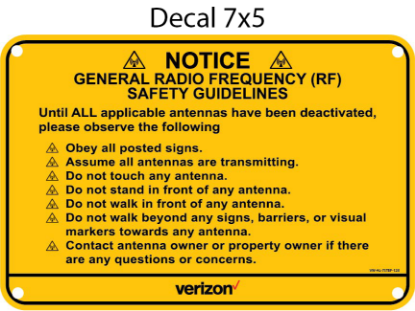 Decal 7x5
NOTICE
GENERAL RADIO FREQUENCY (RF)
SAFETY GUIDELINES
Until ALL applicable antennas have been deactivated,
please observe the following
Obey all posted signs.
Assume all antennas are transmitting.
Do not touch any antenna.
Do not stand in front of any antenna.
Do not walk in front of any antenna.
Do not walk beyond any signs, barriers, or visual
markers towards any antenna.
Contact antenna owner or property owner if there
are any questions or concerns.
verizon